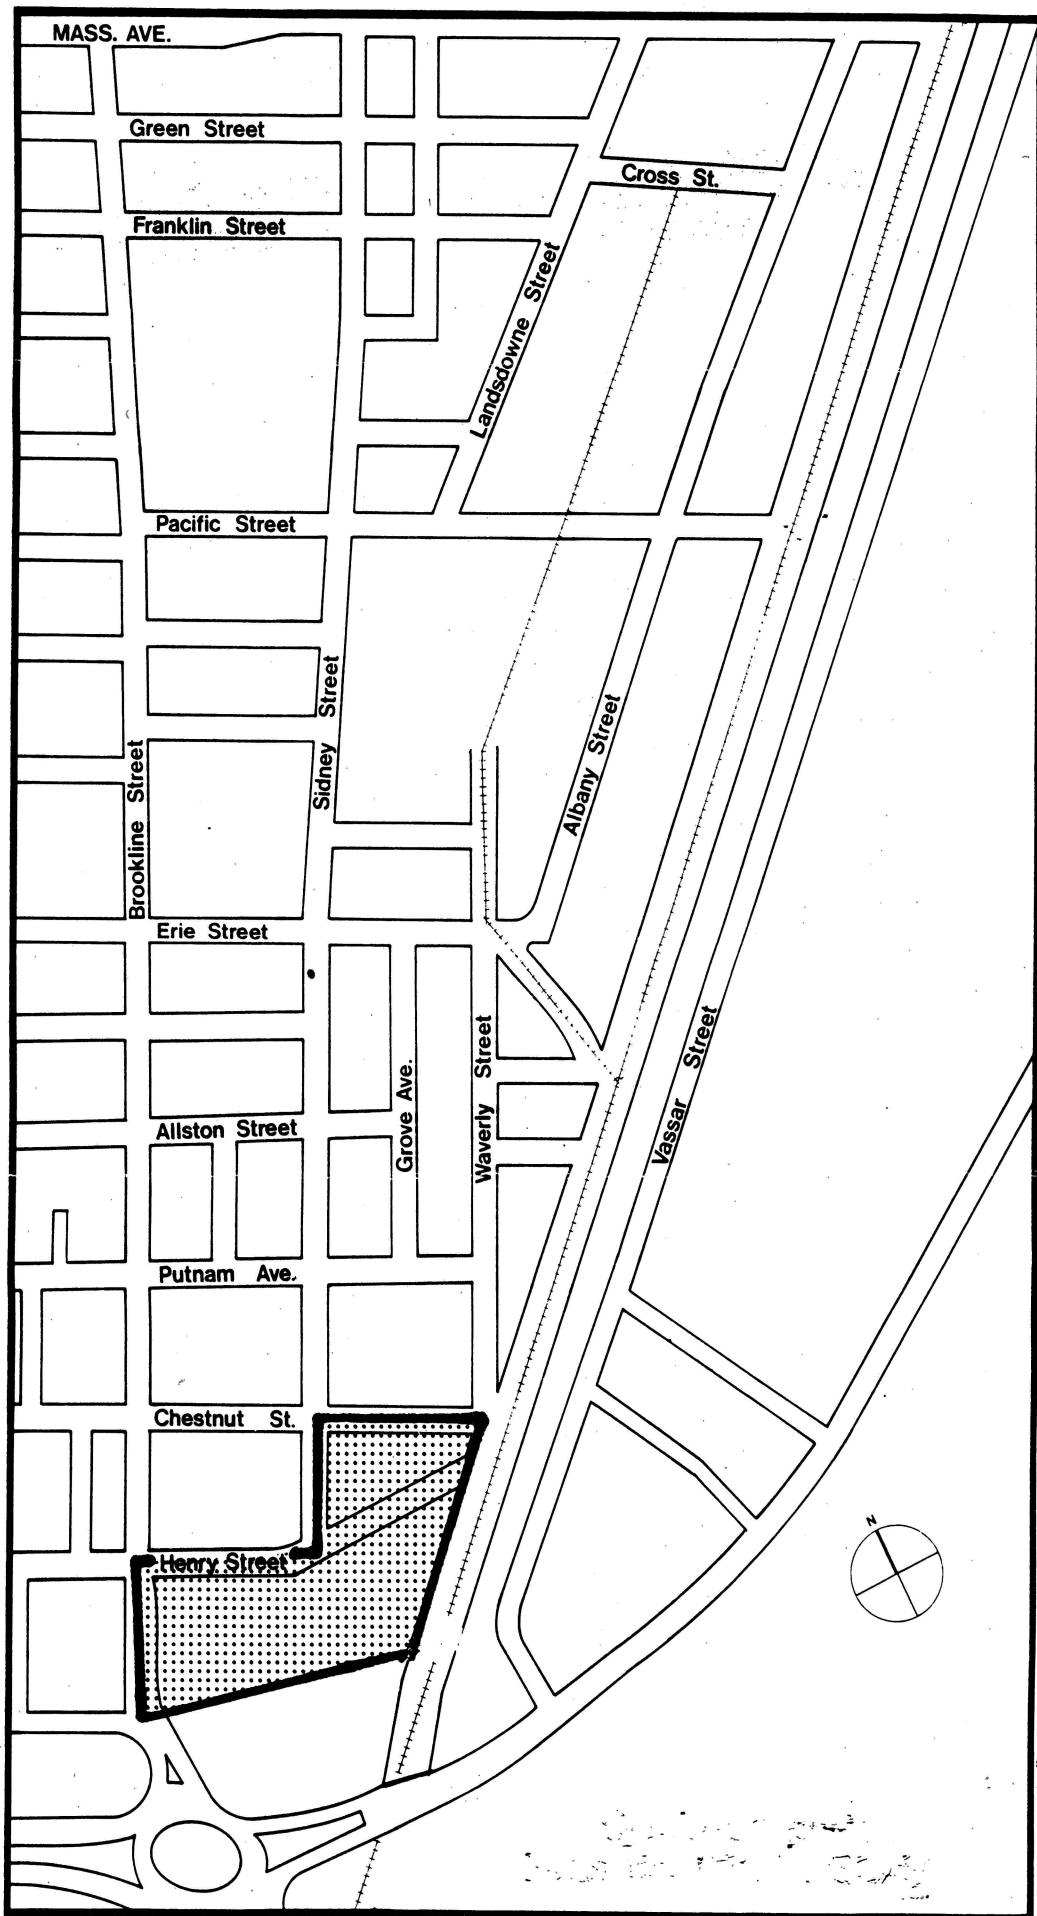 MASS. AVE.
Green Street
Cross St.
Franklin Street
Landsdowne Street
Pacific Street
Sidney Street
Brookline Street
Albany Street
Erie Street
Grove Ave.
Waverly Street
Vassar Street
Allston Street
Putnam Ave.
Chestnut St.
Henry Street
N